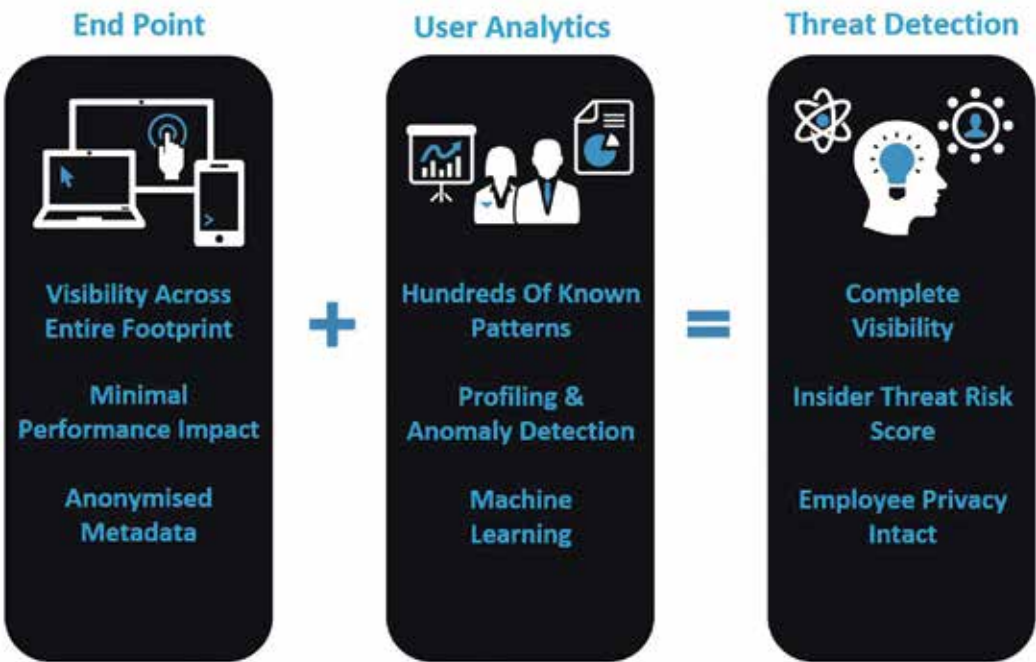 End Point
Visibility Across
Entire Footprint
Minimal
Performance Impact
Anonymised
Metadata
+
User Analytics
Hundreds Of Known
Patterns
Profiling &
Anomaly Detection
Machine
Learning
=
Threat Detection
Complete
Visibility
Insider Threat Risk
Score
Employee Privacy
Intact